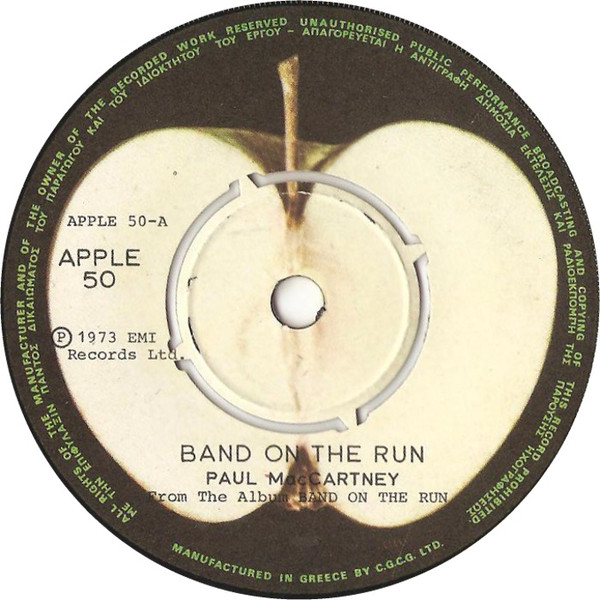 ALL RIGHTS OF THE MANUFACTURER AND OF THE OWNER OF THE RECORDED WORK RESERVED UNAUTHORISED PUBLIC PERFORMANCE BROADCASTING AND COPYING OF THIS RECORD PROHIBITED.
ΜΕ ΤΗΝ ΕΠΙΦΥΛΑΞΙΝ ΠΑΝΤΟΣ ΔΙΚΑΙΩΜΑΤΟΣ ΤΟΥ ΠΑΡΑΓΩΓΟΥ ΚΑΙ ΤΟΥ ΙΔΙΟΚΤΗΤΟΥ ΤΟΥ ΕΡΓΟΥ - ΑΠΑΓΟΡΕΥΕΤΑΙ Η ΑΝΤΙΓΡΑΦΗ ΔΗΜΟΣΙΑ ΕΚΤΕΛΕΣΙΣ ΚΑΙ ΡΑΔΙΟΕΚΠΟΜΠΗ ΤΗΣ ΠΑΡΟΥΣΗΣ ΗΧΟΓΡΑΦΗΣΕΩΣ
APPLE 50-A
APPLE
50
Ⓟ 1973 EMI
Records Ltd.
BAND ON THE RUN
PAUL MacCARTNEY
From The Album BAND ON THE RUN
MANUFACTURED IN GREECE BY C.G.C.G. LTD.